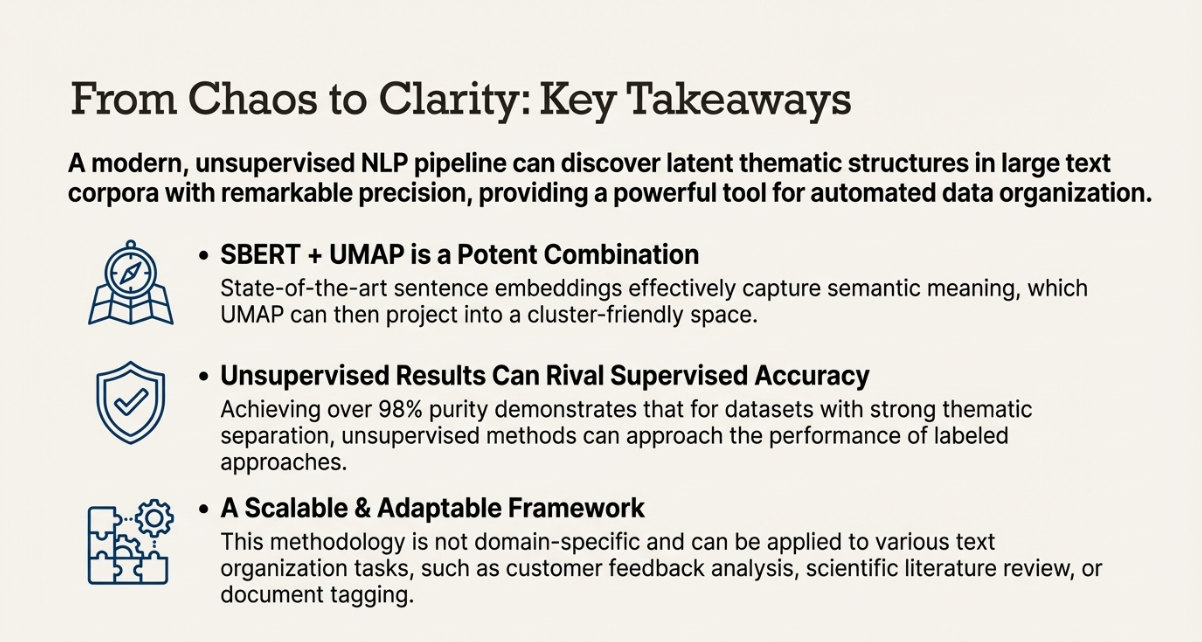 From Chaos to Clarity: Key Takeaways
A modern, unsupervised NLP pipeline can discover latent thematic structures in large text
corpora with remarkable precision, providing a powerful tool for automated data organization.
• SBERT + UMAP is a Potent Combination
State-of-the-art sentence embeddings effectively capture semantic meaning, which
UMAP can then project into a cluster-friendly space.
• Unsupervised Results Can Rival Supervised Accuracy
Achieving over 98% purity demonstrates that for datasets with strong thematic
separation, unsupervised methods can approach the performance of labeled
approaches.
• A Scalable & Adaptable Framework
This methodology is not domain-specific and can be applied to various text
organization tasks, such as customer feedback analysis, scientific literature review, or
document tagging.